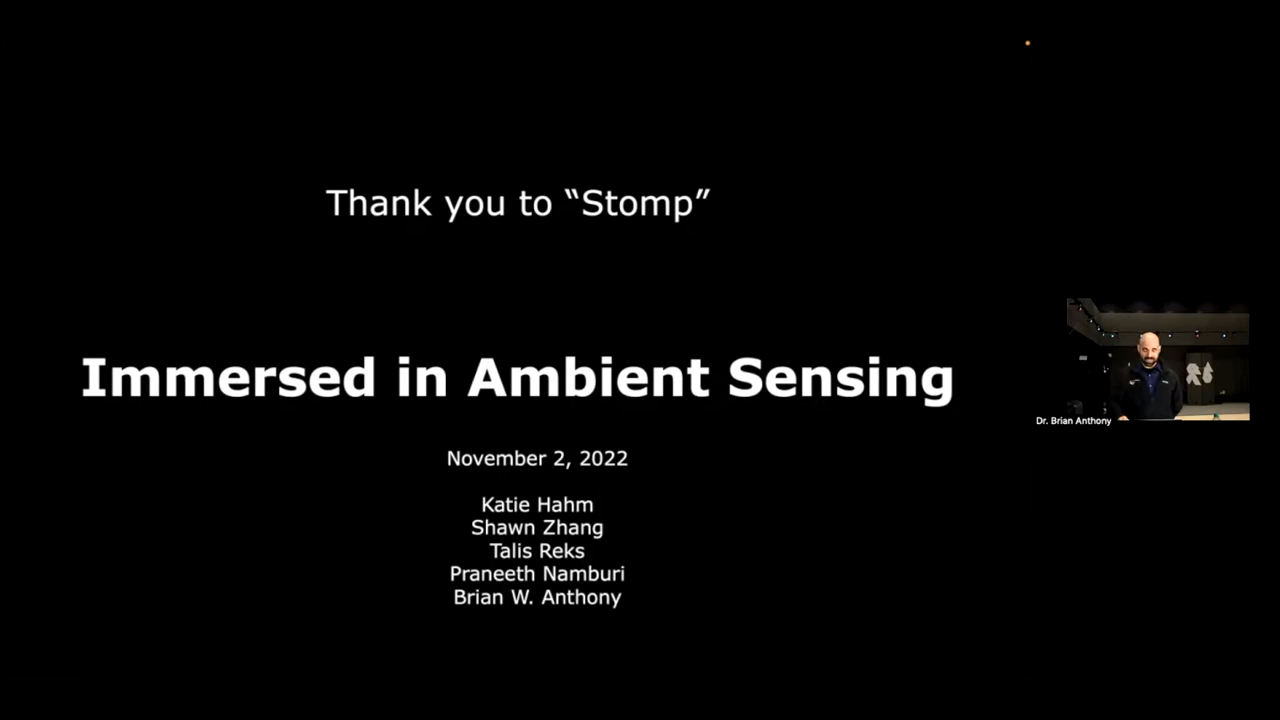 Thank you to “Stomp”
Immersed in Ambient Sensing
November 2, 2022
Katie Hahm
Shawn Zhang
Talis Reks
Praneeth Namburi
Brian W. Anthony
Dr. Brian Anthony